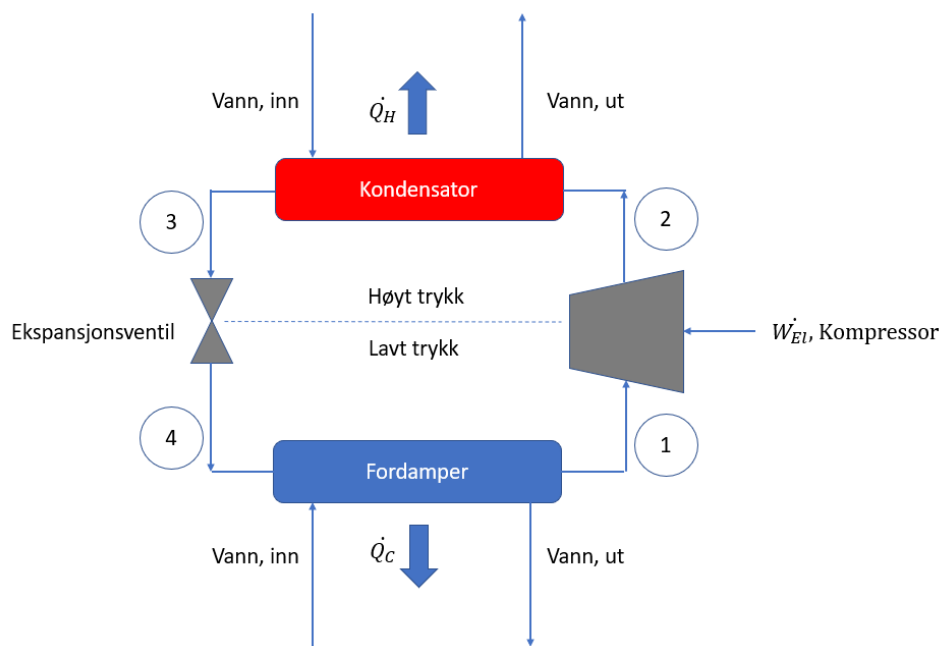 Vann, inn
Q̇_H
Vann, ut
Kondensator
3
2
Høyt trykk
Ekspansjonsventil
Lavt trykk
Ẇ_El, Kompressor
4
1
Fordamper
Vann, inn
Q̇_C
Vann, ut